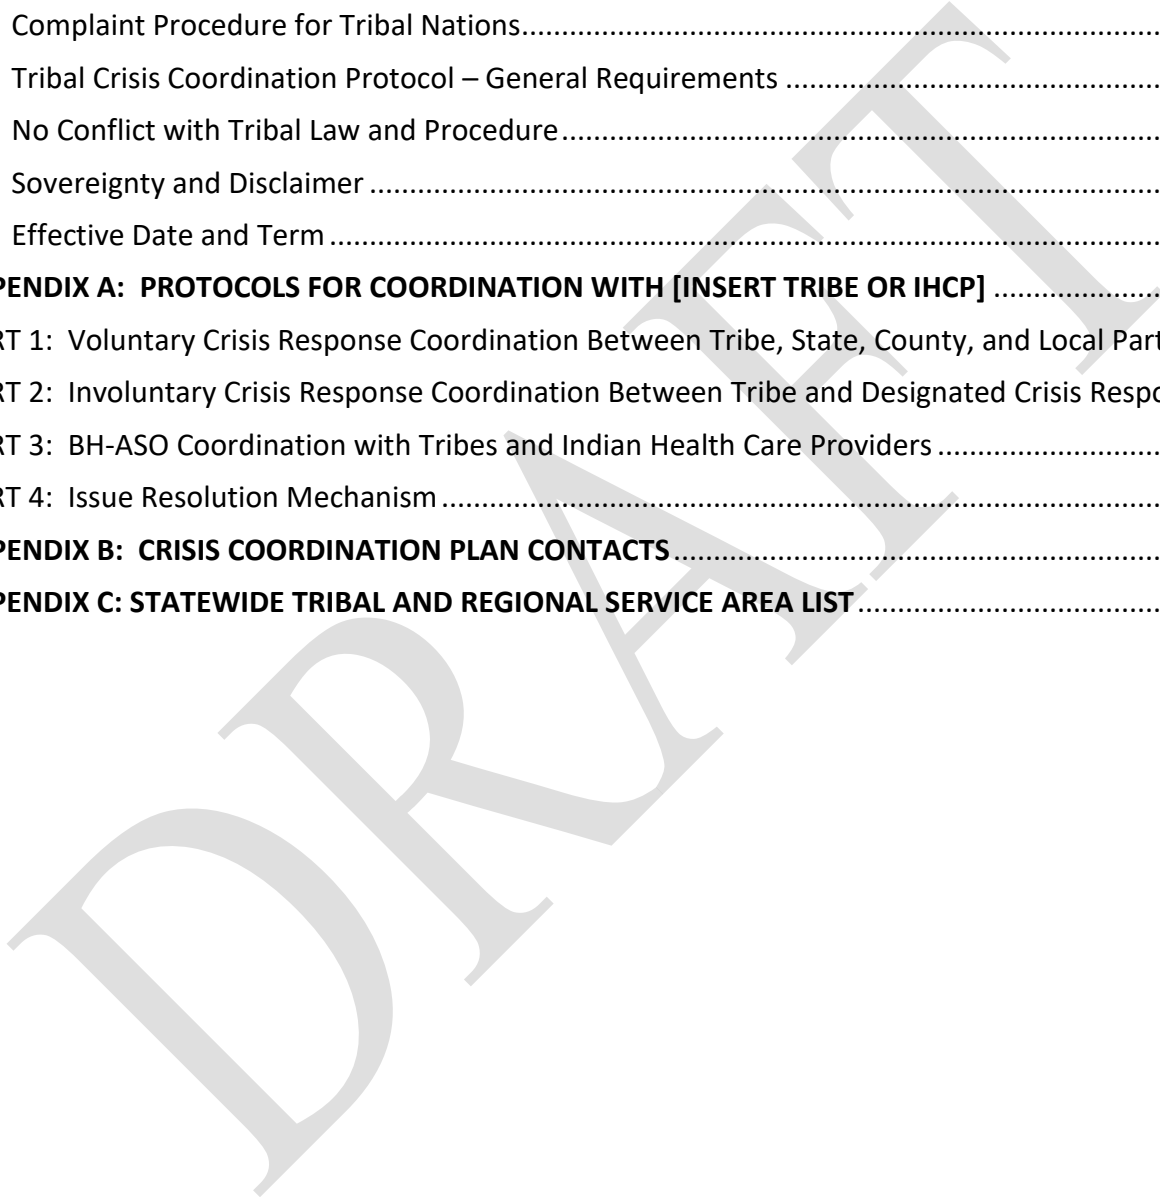 Complaint Procedure for Tribal Nations........................................................................
Tribal Crisis Coordination Protocol – General Requirements ..........................................
No Conflict with Tribal Law and Procedure....................................................................
Sovereignty and Disclaimer ........................................................................................
Effective Date and Term .............................................................................................
PENDIX A: PROTOCOLS FOR COORDINATION WITH [INSERT TRIBE OR IHCP] ....................
RT 1: Voluntary Crisis Response Coordination Between Tribe, State, County, and Local Part
RT 2: Involuntary Crisis Response Coordination Between Tribe and Designated Crisis Respo
RT 3: BH-ASO Coordination with Tribes and Indian Health Care Providers ..........................
RT 4: Issue Resolution Mechanism ..............................................................................
PENDIX B: CRISIS COORDINATION PLAN CONTACTS......................................................
PENDIX C: STATEWIDE TRIBAL AND REGIONAL SERVICE AREA LIST..................................
DRAFT